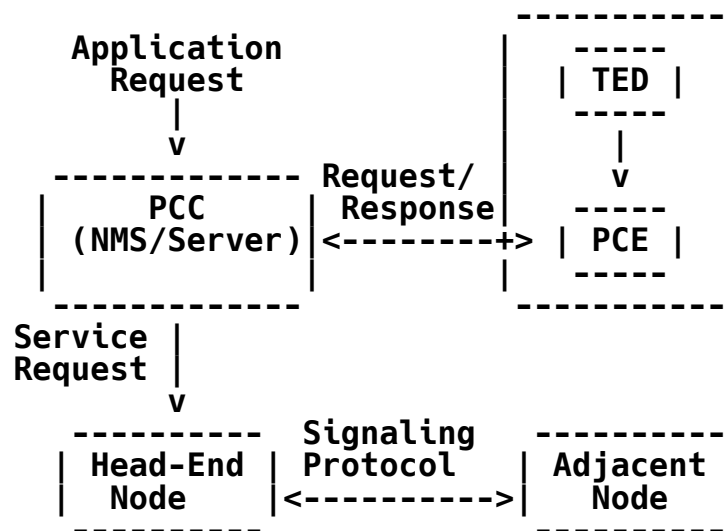 Application
Request
TED
Request/
PCC
Response
(NMS/Server)
PCE
Service
Request
v
Signaling
Head-End
Protocol
Adjacent
Node
Node